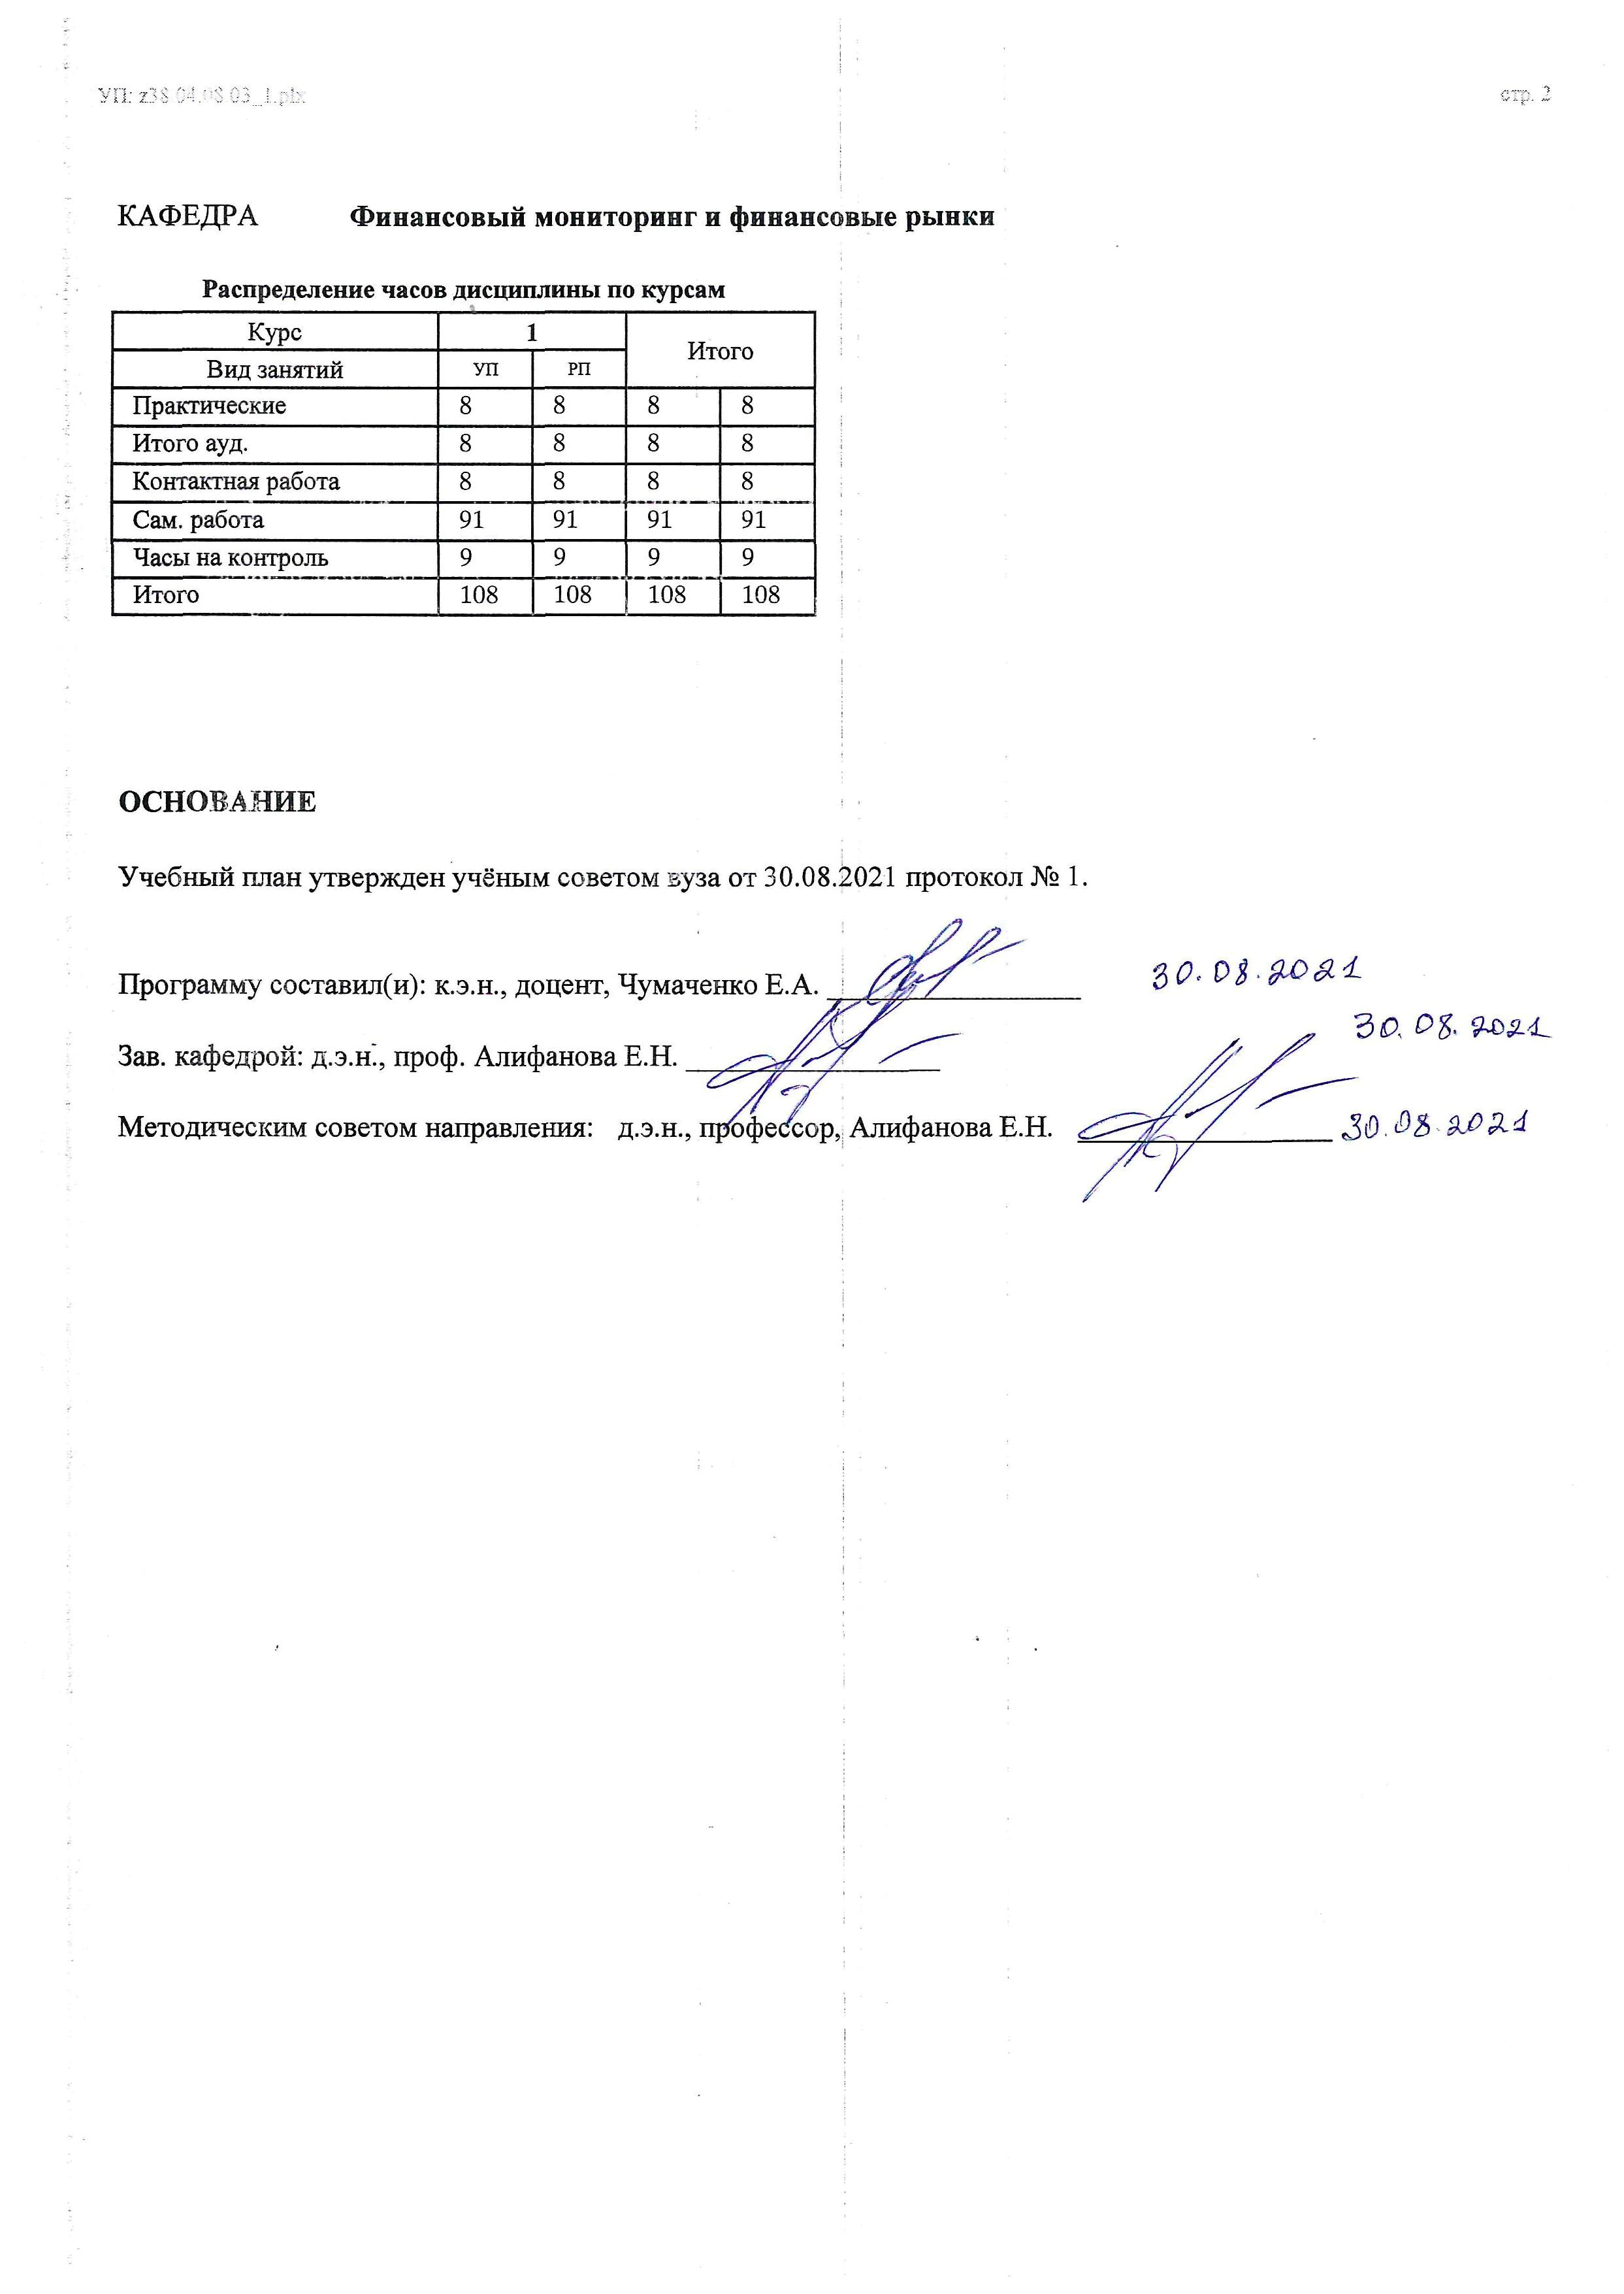 УП: z38.04.08.03_1.plx
стр. 2
КАФЕДРА Финансовый мониторинг и финансовые рынки
Распределение часов дисциплины по курсам
Курс 1 Итого
Вид занятий УП РП
Практические 8 8 8 8
Итого ауд. 8 8 8 8
Контактная работа 8 8 8 8
Сам. работа 91 91 91 91
Часы на контроль 9 9 9 9
Итого 108 108 108 108
ОСНОВАНИЕ
Учебный план утвержден учёным советом вуза от 30.08.2021 протокол № 1.
Программу составил(и): к.э.н., доцент, Чумаченко Е.А. 30.08.2021
30.08.2021
Зав. кафедрой: д.э.н., проф. Алифанова Е.Н.
Методическим советом направления: д.э.н., профессор, Алифанова Е.Н. 30.08.2021